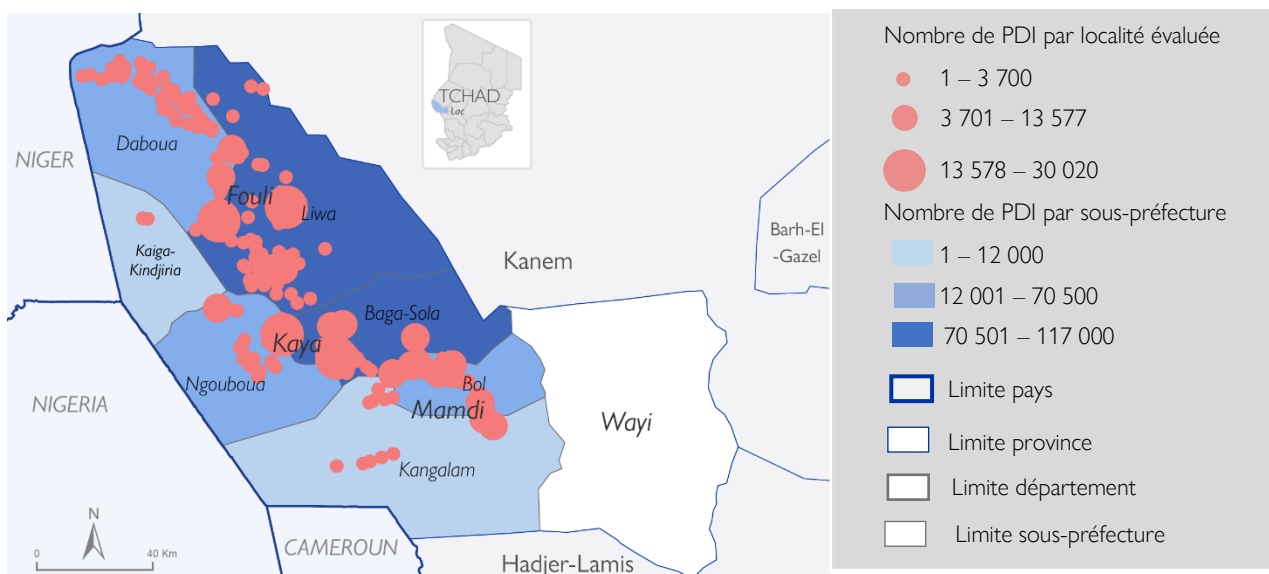 TCHAD
Lac
NIGER
Daboua
Fouli
Liwa
Kaiga-
Kindjiria
Kanem
Barh-El
-Gazel
Baga-Sola
Kaya
Ngouboua
Bol
NIGERIA
Mamdi
Wayi
Kangalam
N
0 40 Km
CAMEROUN
Hadjer-Lamis
Nombre de PDI par localité évaluée
1 – 3 700
3 701 – 13 577
13 578 – 30 020
Nombre de PDI par sous-préfecture
1 – 12 000
12 001 – 70 500
70 501 – 117 000
Limite pays
Limite province
Limite département
Limite sous-préfecture